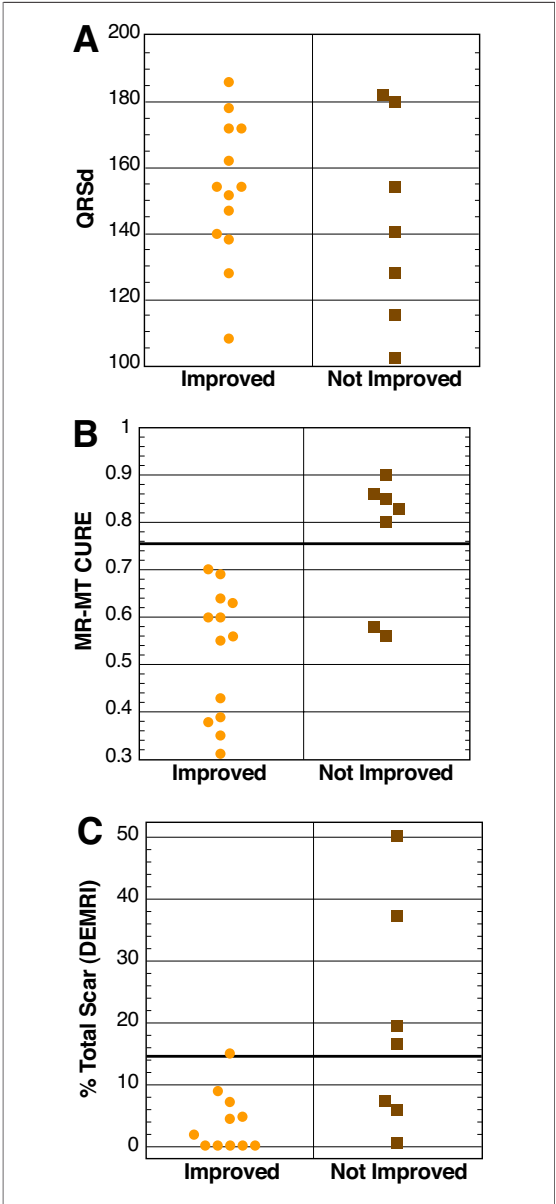 A
200
180
160
140
120
100
QRSd
Improved Not Improved
B
1
0.9
0.8
0.7
0.6
0.5
0.4
0.3
MR-MT CURE
Improved Not Improved
C
50
40
30
20
10
0
% Total Scar (DEMRI)
Improved Not Improved